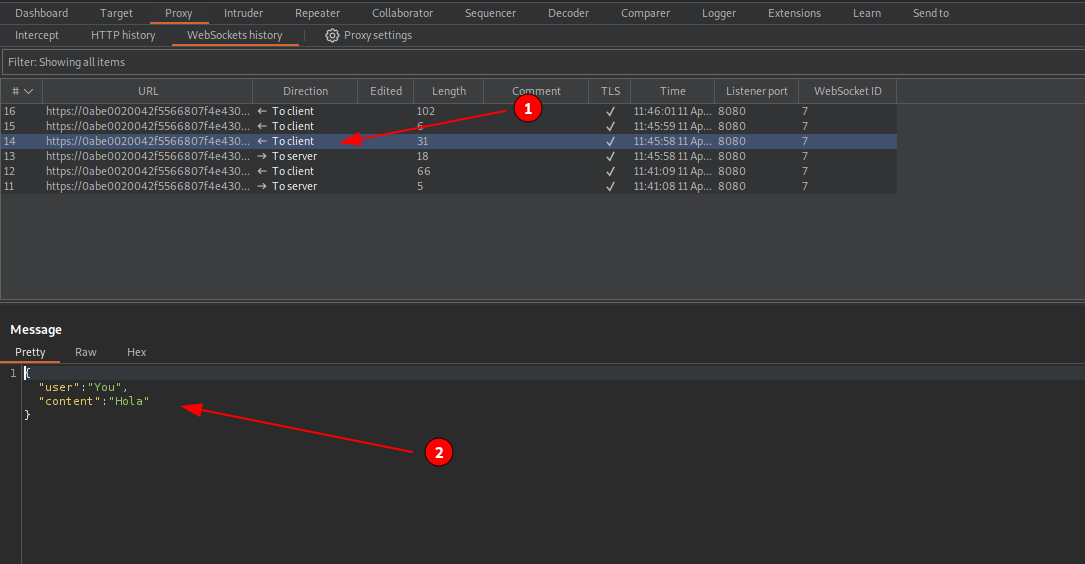 Dashboard Target Proxy Intruder Repeater Collaborator Sequencer Decoder Comparer Logger Extensions Learn Send to
Intercept HTTP history WebSockets history Proxy settings
Filter: Showing all items
# URL Direction Edited Length Comment TLS Time Listener port WebSocket ID
16 https://0abe0020042f5566807f4e430... ← To client 102 ✓ 11:46:01 11 Ap... 8080 7
15 https://0abe0020042f5566807f4e430... ← To client 6 ✓ 11:45:59 11 Ap... 8080 7
14 https://0abe0020042f5566807f4e430... ← To client 31 ✓ 11:45:58 11 Ap... 8080 7
13 https://0abe0020042f5566807f4e430... → To server 18 ✓ 11:45:58 11 Ap... 8080 7
12 https://0abe0020042f5566807f4e430... ← To client 66 ✓ 11:41:09 11 Ap... 8080 7
11 https://0abe0020042f5566807f4e430... → To server 5 ✓ 11:41:08 11 Ap... 8080 7
1
Message
Pretty Raw Hex
1 {
"user":"You",
"content":"Hola"
}
2